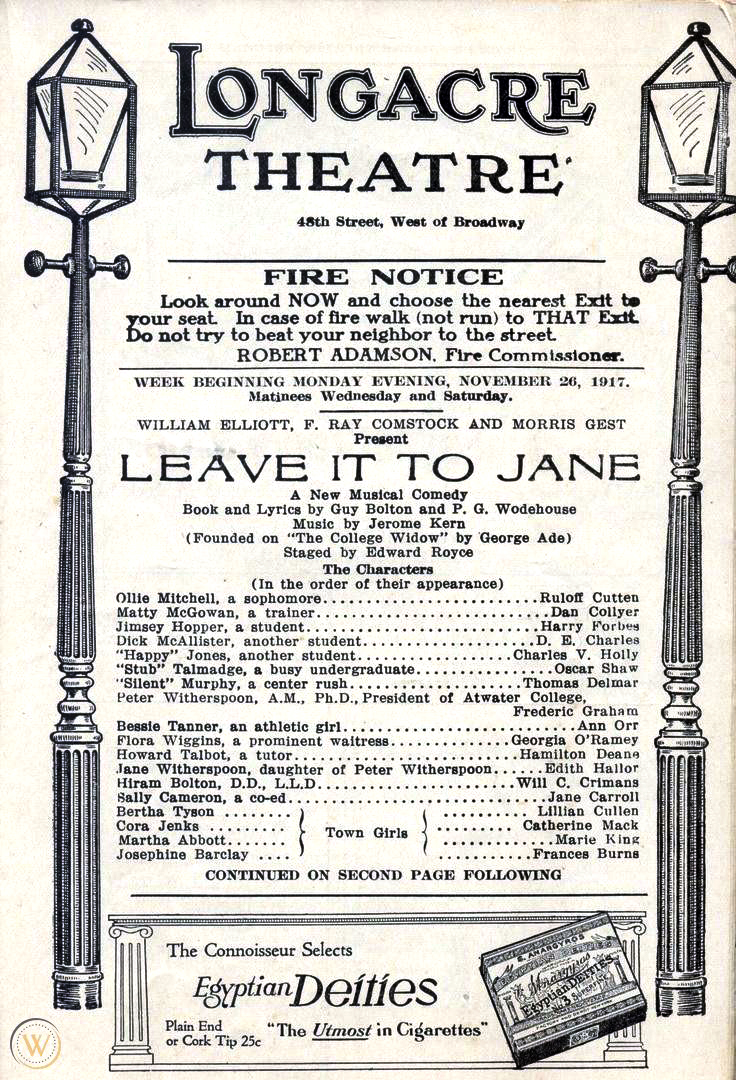 LONGACRE
THEATRE
48th Street, West of Broadway
FIRE NOTICE
Look around NOW and choose the nearest Exit to
your seat. In case of fire walk (not run) to THAT Exit.
Do not try to beat your neighbor to the street.
ROBERT ADAMSON, Fire Commissioner.
WEEK BEGINNING MONDAY EVENING, NOVEMBER 26, 1917.
Matinees Wednesday and Saturday.
WILLIAM ELLIOTT, F. RAY COMSTOCK AND MORRIS GEST
Present
LEAVE IT TO JANE
A New Musical Comedy
Book and Lyrics by Guy Bolton and P. G. Wodehouse
Music by Jerome Kern
(Founded on "The College Widow" by George Ade)
Staged by Edward Royce
The Characters
(In the order of their appearance)
Ollie Mitchell, a sophomore..........................Ruloff Cutten
Matty McGowan, a trainer............................Dan Collyer
Jimsey Hopper, a student............................Harry Forbes
Dick McAllister, another student.....................D. E. Charles
"Happy" Jones, another student..................Charles V. Holly
"Stub" Talmadge, a busy undergraduate................Oscar Shaw
"Silent" Murphy, a center rush....................Thomas Delmar
Peter Witherspoon, A.M., Ph.D., President of Atwater College,
Frederic Graham
Bessie Tanner, an athletic girl...........................Ann Orr
Flora Wiggins, a prominent waitress..............Georgia O'Ramey
Howard Talbot, a tutor..........................Hamilton Deane
Jane Witherspoon, daughter of Peter Witherspoon......Edith Hallor
Hiram Bolton, D.D., L.L.D.......................Will C. Crimans
Sally Cameron, a co-ed..............................Jane Carroll
Bertha Tyson ........ Lillian Cullen
Cora Jenks ......... Catherine Mack
Town Girls
Martha Abbott....... Marie King
Josephine Barclay .... Frances Burns
CONTINUED ON SECOND PAGE FOLLOWING
The Connoisseur Selects
Egyptian Deities
Plain End
or Cork Tip 25c
"The Utmost in Cigarettes"
S. ANARGYROS
EGYPTIAN DEITIES
W